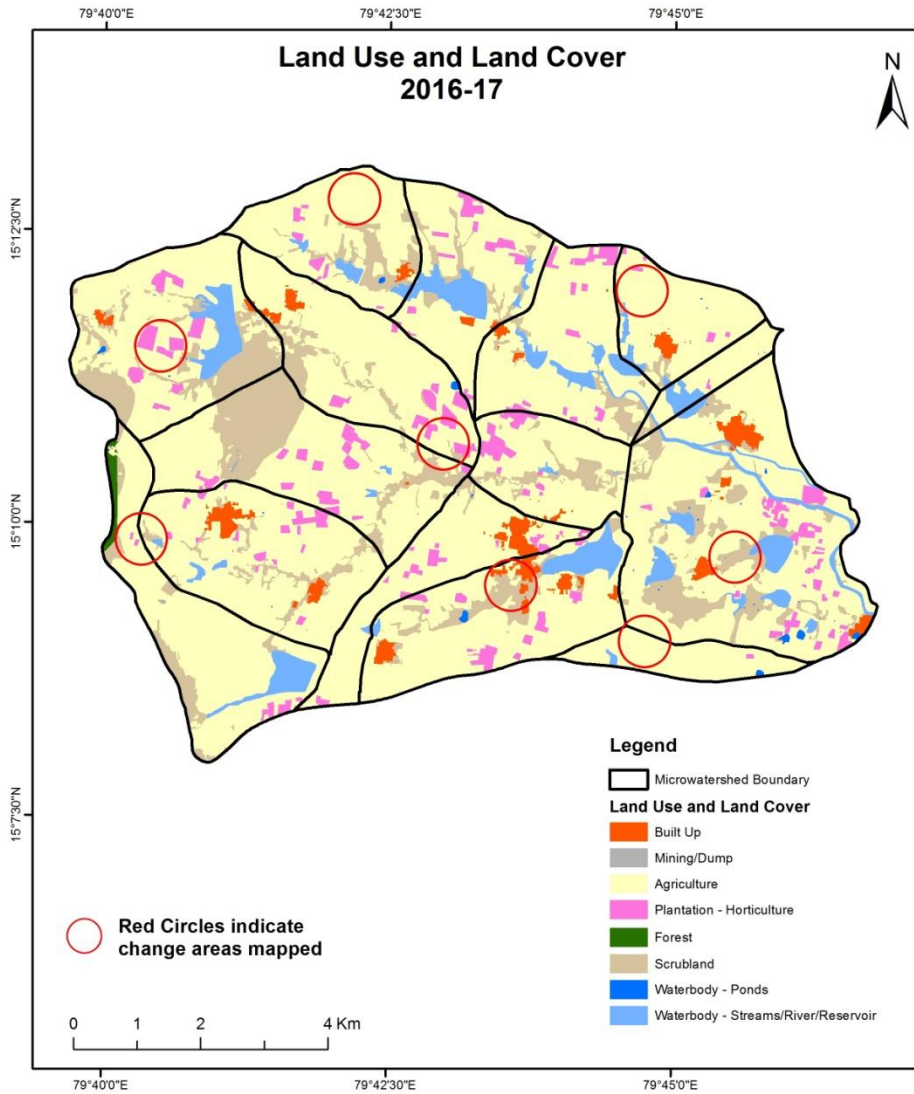 79°40'0"E
79°42'30"E
79°45'0"E
Land Use and Land Cover
2016-17
N
15°12'30"N
15°12'30"N
15°10'0"N
15°7'30"N
Legend
Microwatershed Boundary
Land Use and Land Cover
Built Up
Mining/Dump
Agriculture
Plantation - Horticulture
Forest
Scrubland
Waterbody - Ponds
Waterbody - Streams/River/Reservoir
Red Circles indicate
change areas mapped
0 1 2 4 Km
79°40'0"E
79°42'30"E
79°45'0"E